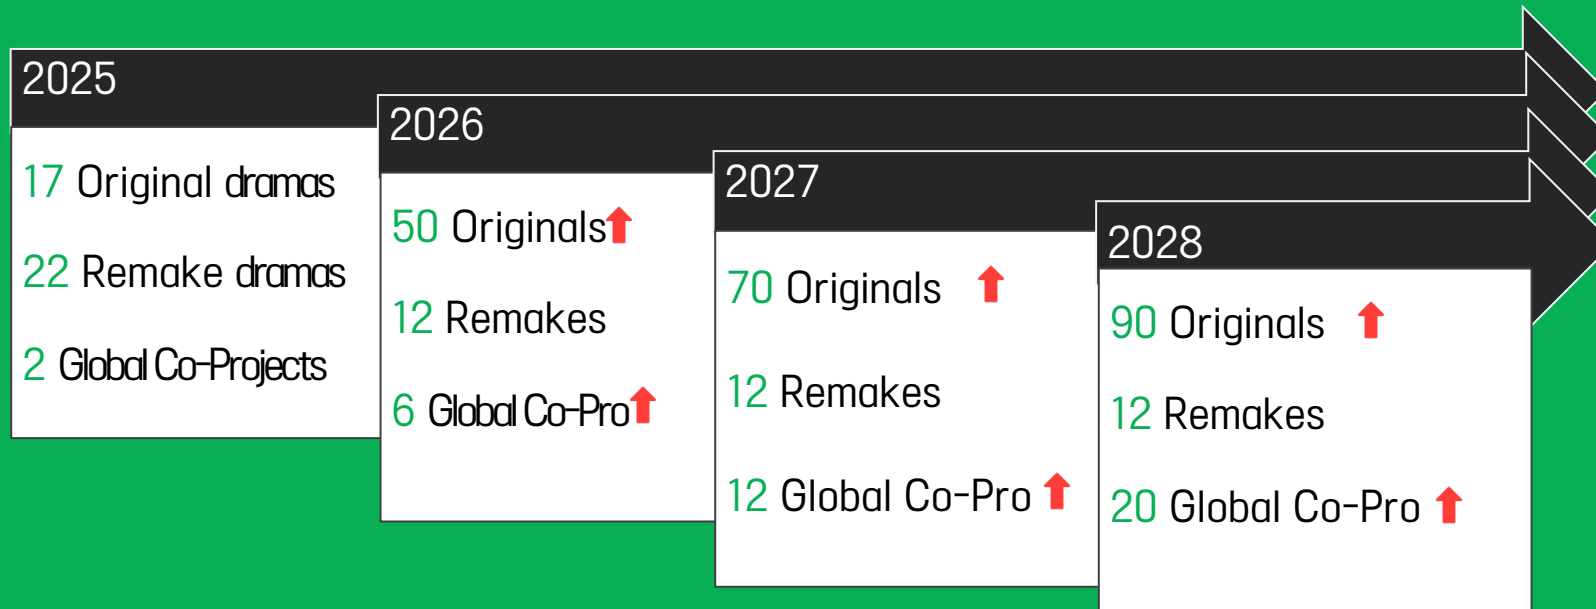 2025
17 Original dramas
22 Remake dramas
2 Global Co-Projects
2026
50 Originals
12 Remakes
6 Global Co-Pro
2027
70 Originals
12 Remakes
12 Global Co-Pro
2028
90 Originals
12 Remakes
20 Global Co-Pro